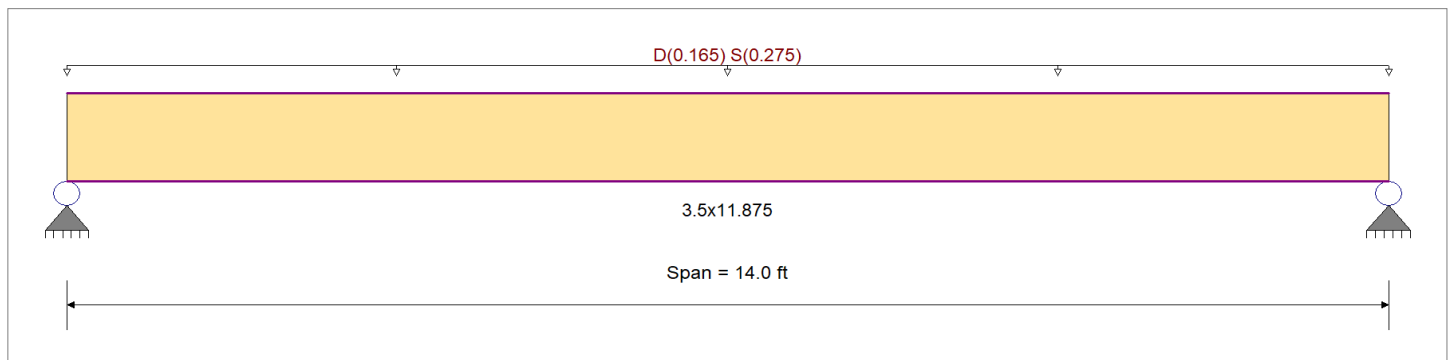 D(0.165) S(0.275)
3.5x11.875
Span = 14.0 ft